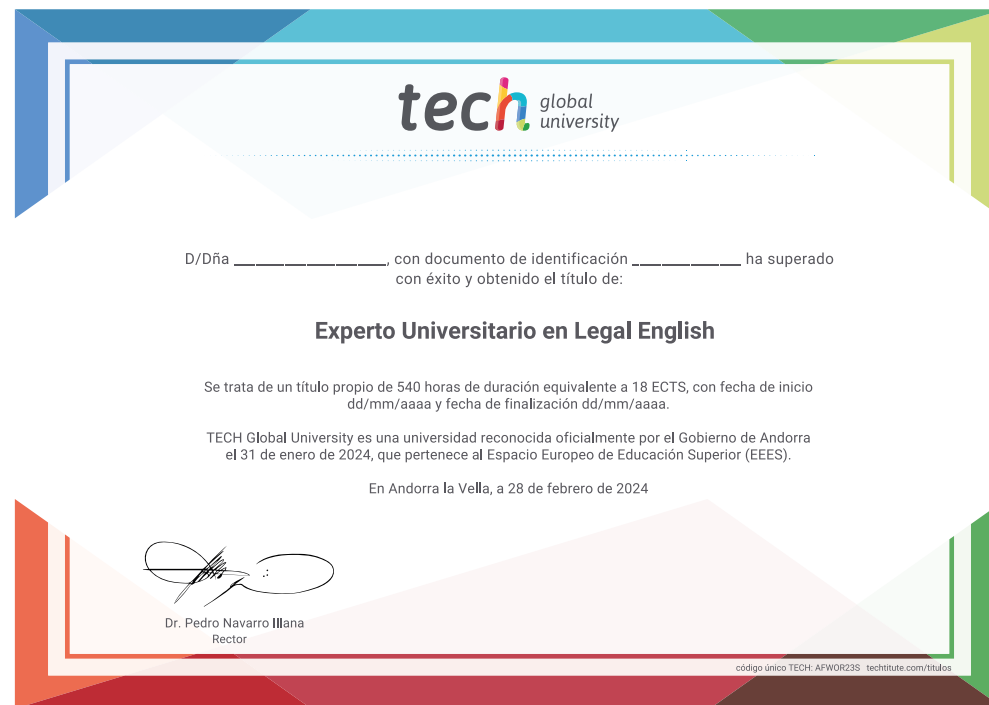 tech global
university
D/Dña ____________________, con documento de identificación ______________ ha superado
con éxito y obtenido el título de:
Experto Universitario en Legal English
Se trata de un título propio de 540 horas de duración equivalente a 18 ECTS, con fecha de inicio
dd/mm/aaaa y fecha de finalización dd/mm/aaaa.
TECH Global University es una universidad reconocida oficialmente por el Gobierno de Andorra
el 31 de enero de 2024, que pertenece al Espacio Europeo de Educación Superior (EEES).
En Andorra la Vella, a 28 de febrero de 2024
Dr. Pedro Navarro Illana
Rector
código único TECH: AFWOR23S techtitute.com/titulos